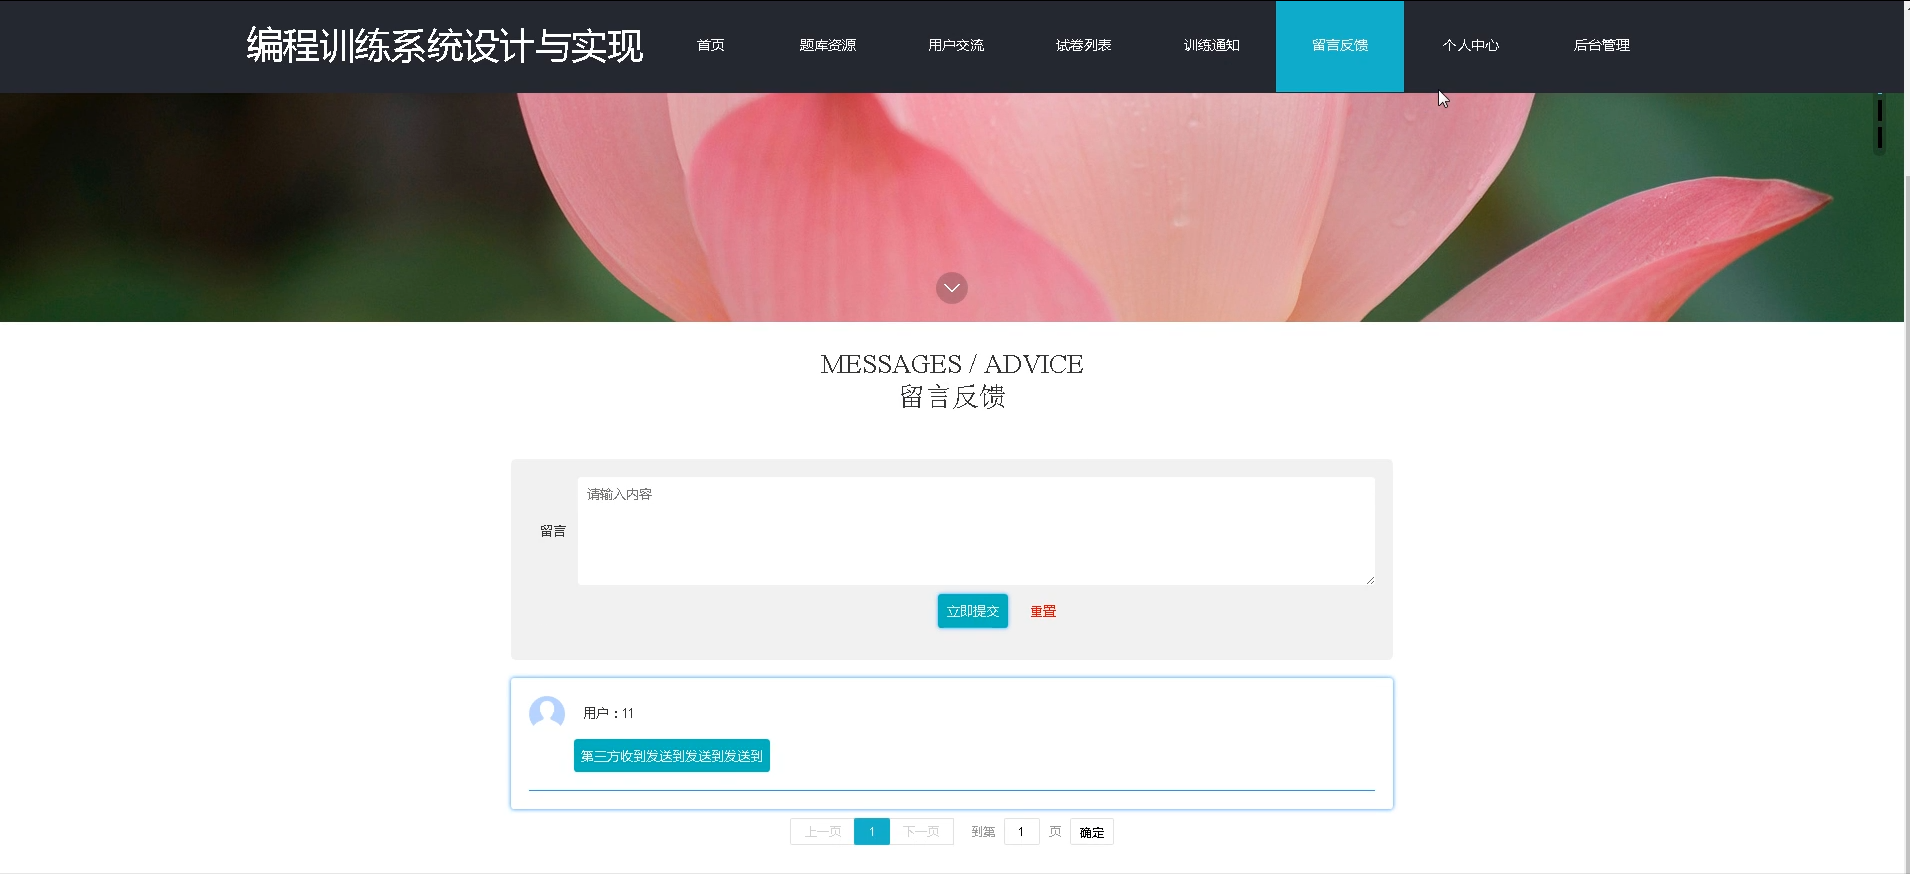 编程训练系统设计与实现 首页 题库资源 用户交流 试卷列表 训练通知 留言反馈 个人中心 后台管理
MESSAGES / ADVICE
留言反馈
请输入内容
留言
立即提交 重置
用户：11
第三方收到发送到发送到发送到
上一页 1 下一页 到第 1 页 确定